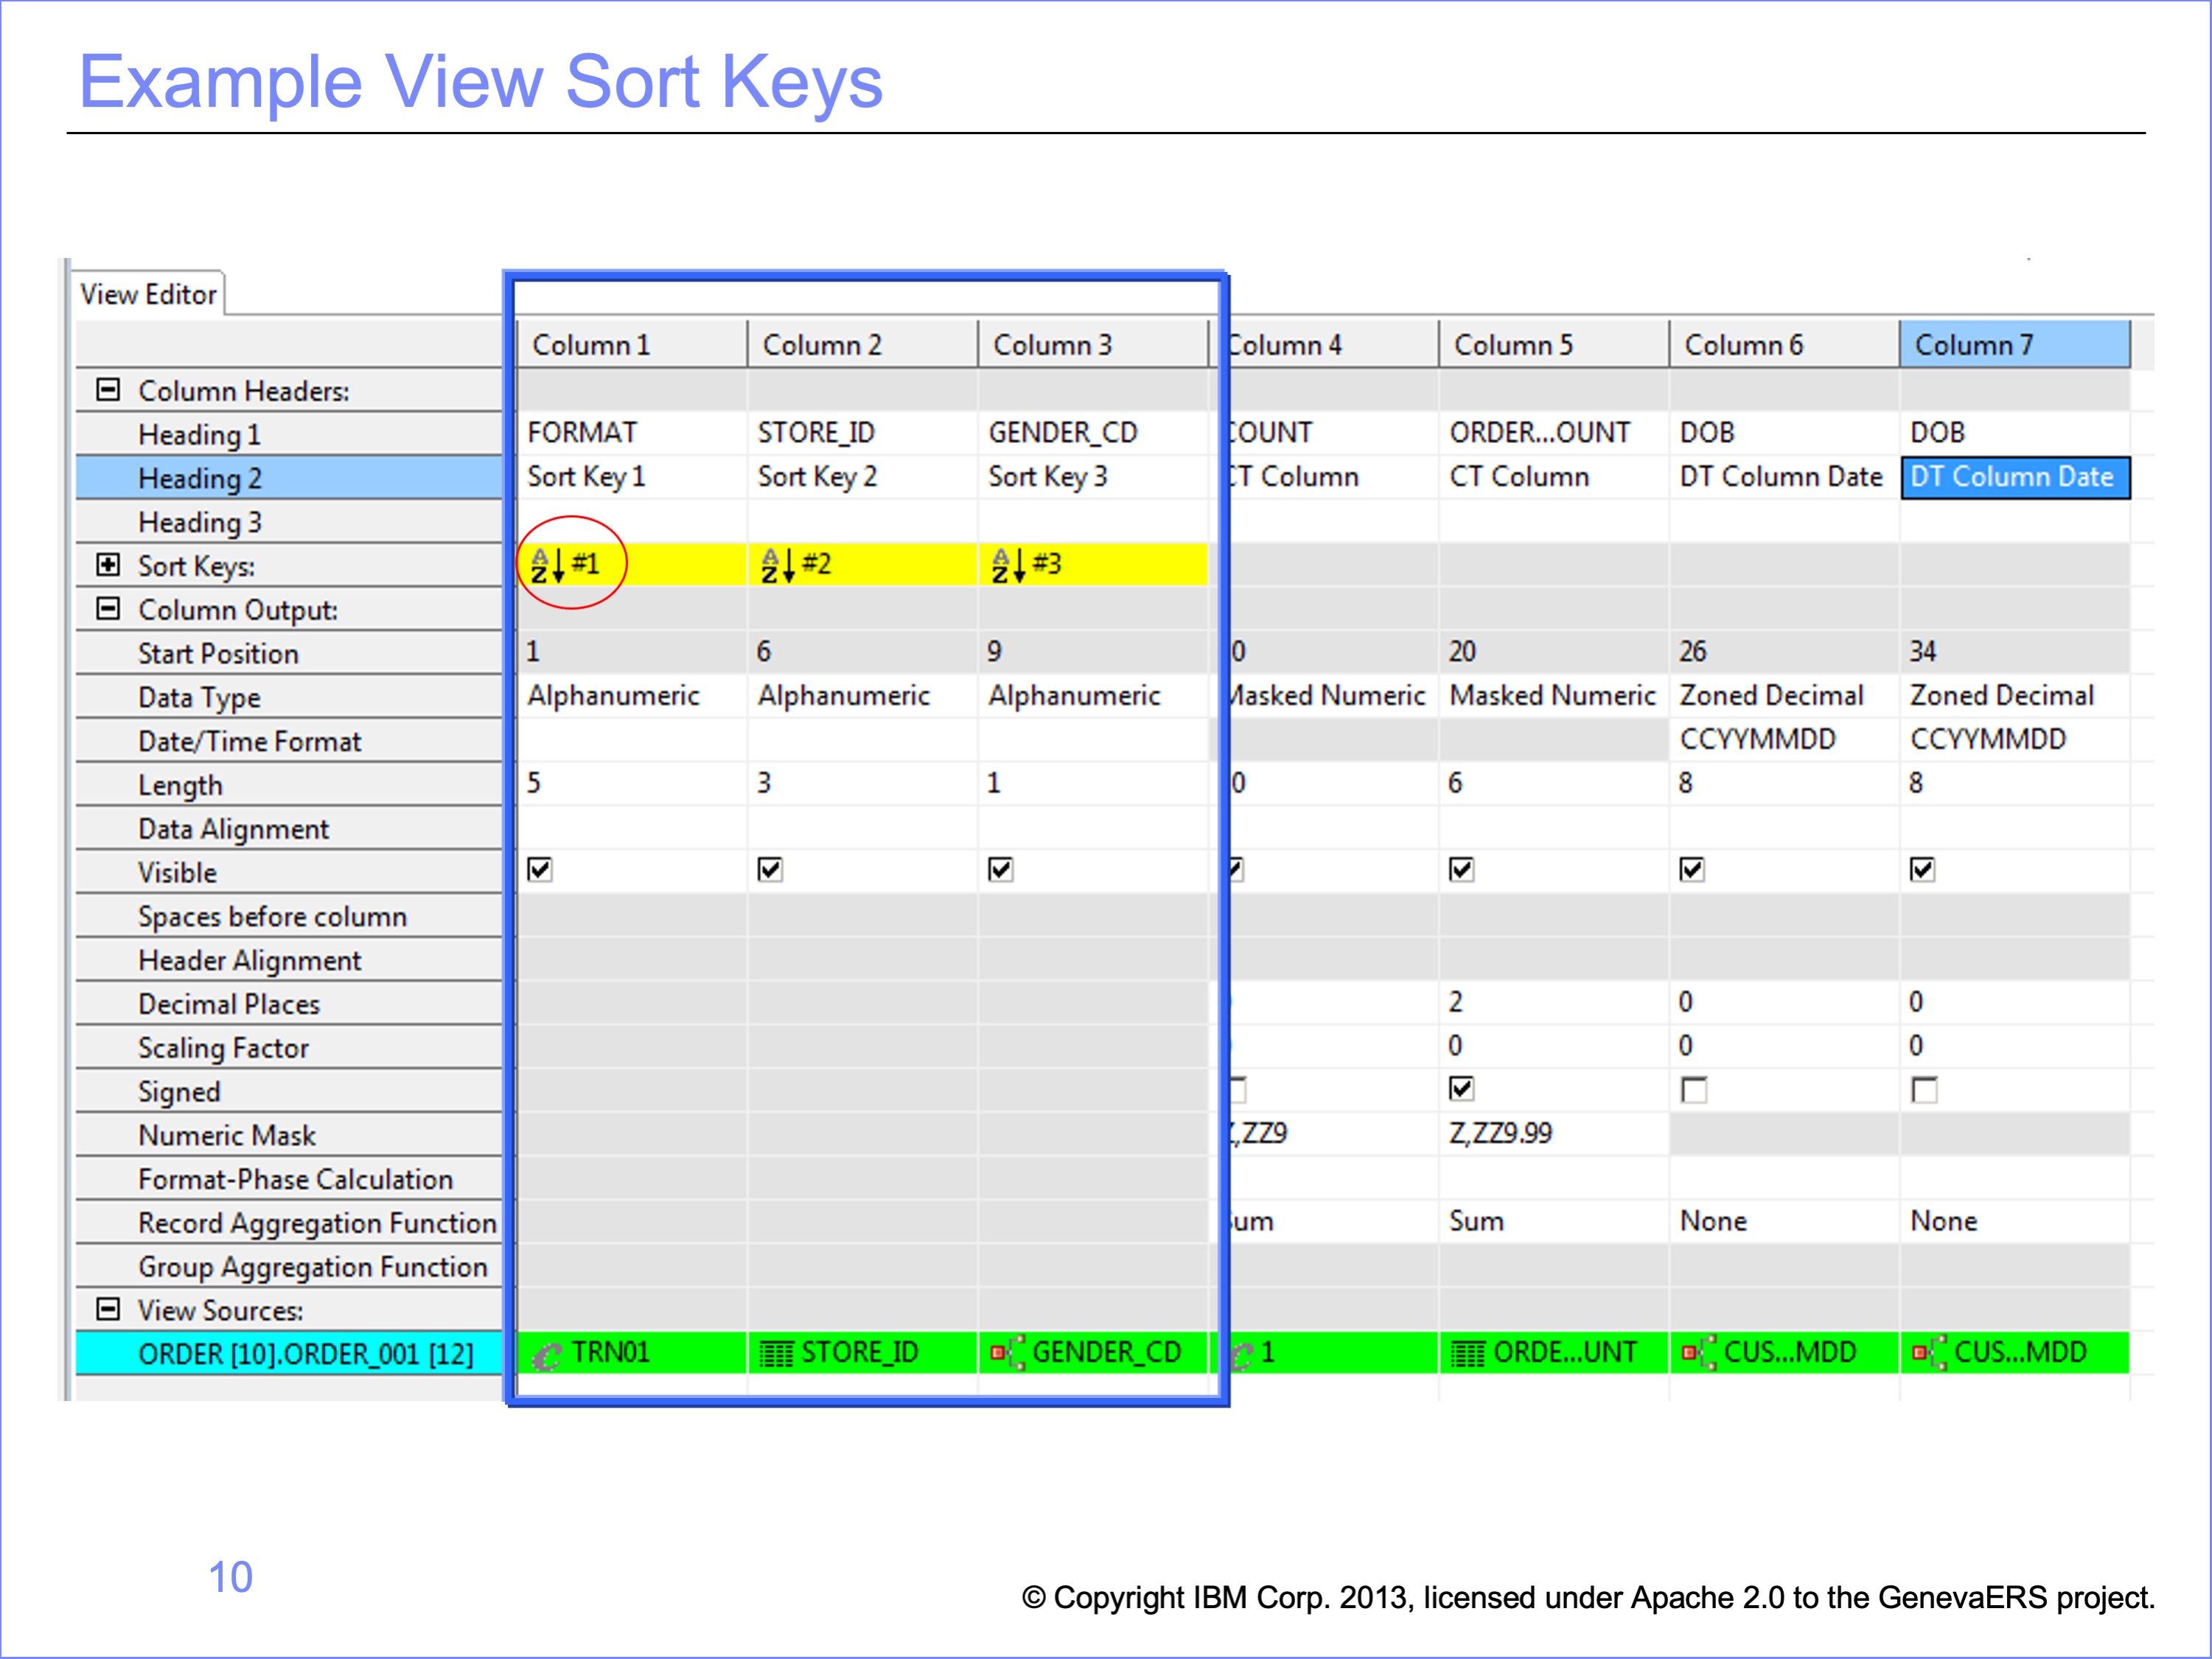 Example View Sort Keys
View Editor
Column 1 Column 2 Column 3 Column 4 Column 5 Column 6 Column 7
Column Headers:
Heading 1 FORMAT STORE_ID GENDER_CD COUNT ORDER...OUNT DOB DOB
Heading 2 Sort Key 1 Sort Key 2 Sort Key 3 CT Column CT Column DT Column Date DT Column Date
Heading 3
Sort Keys: AZ #1 AZ #2 AZ #3
Column Output:
Start Position 1 6 9 0 20 26 34
Data Type Alphanumeric Alphanumeric Alphanumeric Masked Numeric Masked Numeric Zoned Decimal Zoned Decimal
Date/Time Format CCYYMMDD CCYYMMDD
Length 5 3 1 0 6 8 8
Data Alignment
Visible
Spaces before column
Header Alignment
Decimal Places 2 0 0
Scaling Factor 0 0 0
Signed
Numeric Mask Z,ZZ9 Z,ZZ9.99
Format-Phase Calculation
Record Aggregation Function Sum Sum None None
Group Aggregation Function
View Sources:
ORDER [10].ORDER_001 [12] TRN01 STORE_ID GENDER_CD 1 ORDE...UNT CUS...MDD CUS...MDD
10
© Copyright IBM Corp. 2013, licensed under Apache 2.0 to the GenevaERS project.